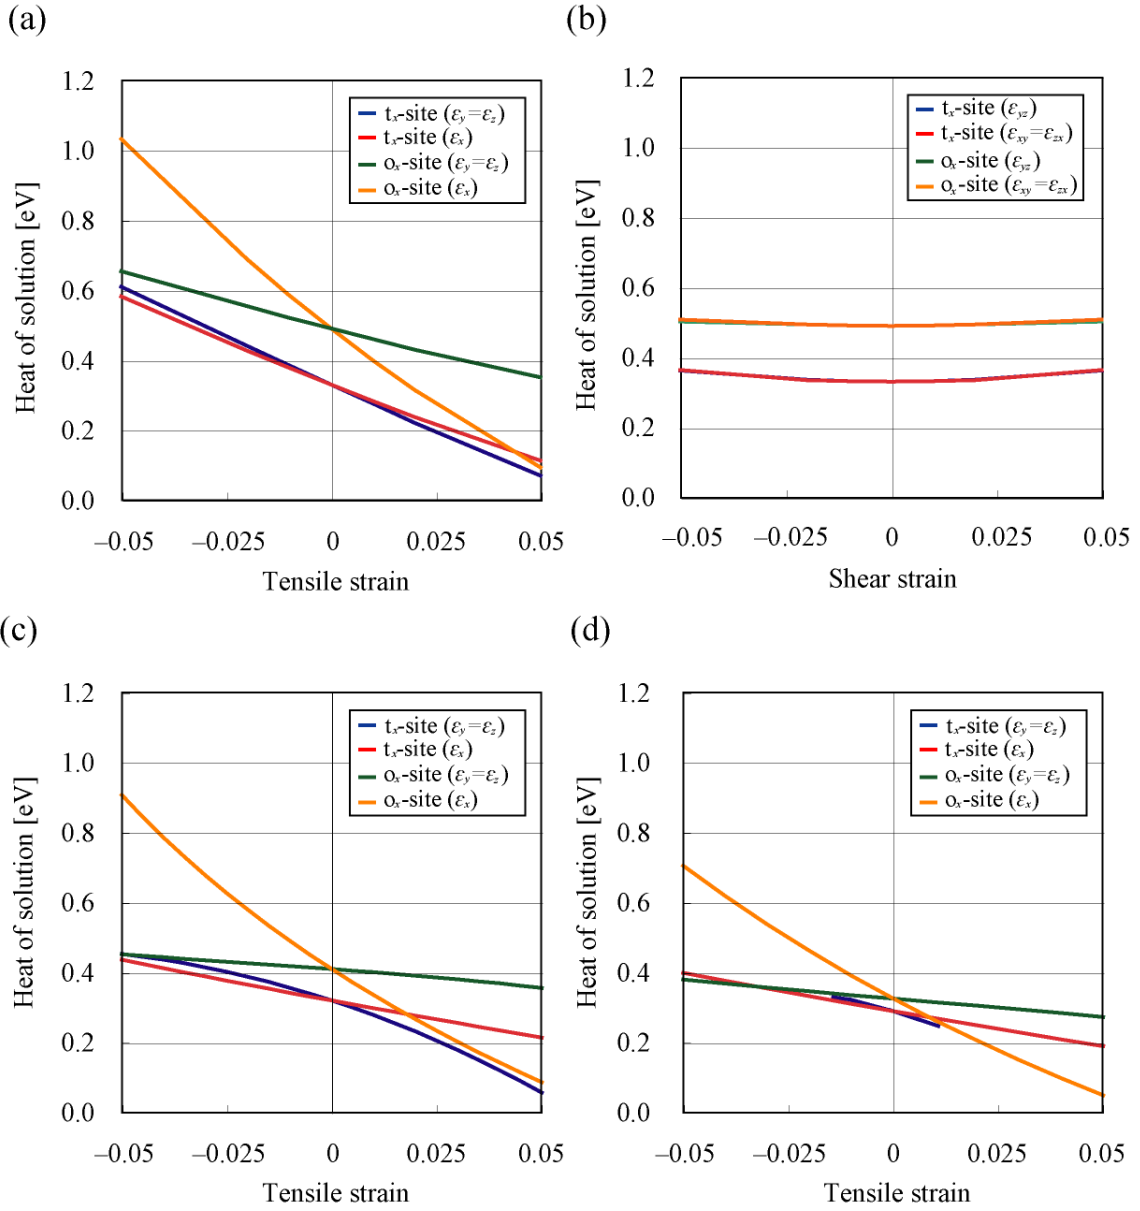 (a)
1.2
1.0
0.8
0.6
0.4
0.2
0.0
Heat of solution [eV]
tₓ-site (εy=εz)
tₓ-site (εₓ)
oₓ-site (εy=εz)
oₓ-site (εₓ)
–0.05 –0.025 0 0.025 0.05
Tensile strain
(b)
1.2
1.0
0.8
0.6
0.4
0.2
0.0
Heat of solution [eV]
tₓ-site (εyz)
tₓ-site (εxy=εzx)
oₓ-site (εyz)
oₓ-site (εxy=εzx)
–0.05 –0.025 0 0.025 0.05
Shear strain
(c)
1.2
1.0
0.8
0.6
0.4
0.2
0.0
Heat of solution [eV]
tₓ-site (εy=εz)
tₓ-site (εₓ)
oₓ-site (εy=εz)
oₓ-site (εₓ)
–0.05 –0.025 0 0.025 0.05
Tensile strain
(d)
1.2
1.0
0.8
0.6
0.4
0.2
0.0
Heat of solution [eV]
tₓ-site (εy=εz)
tₓ-site (εₓ)
oₓ-site (εy=εz)
oₓ-site (εₓ)
–0.05 –0.025 0 0.025 0.05
Tensile strain